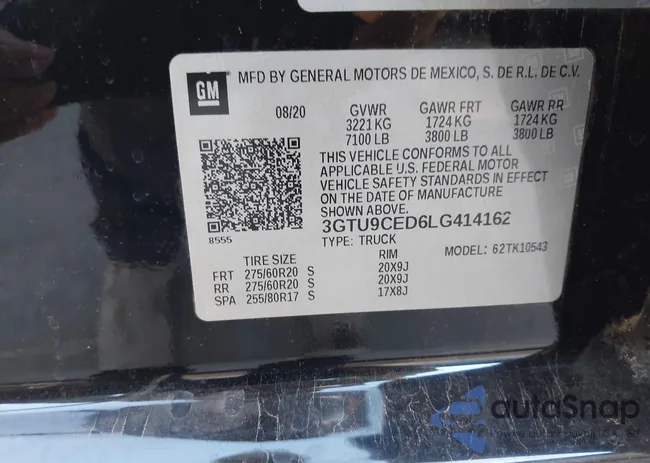 GM
MFD BY GENERAL MOTORS DE MEXICO, S. DE R.L. DE C.V.
08/20 GVWR GAWR FRT GAWR RR
3221 KG 1724 KG 1724 KG
7100 LB 3800 LB 3800 LB
THIS VEHICLE CONFORMS TO ALL
APPLICABLE U.S. FEDERAL MOTOR
VEHICLE SAFETY STANDARDS IN EFFECT
ON THE DATE OF MANUFACTURE
SHOWN ABOVE.
3GTU9CED6LG414162
8555
TYPE: TRUCK MODEL: 62TK10543
TIRE SIZE RIM
FRT 275/60R20 S 20X9J
RR 275/60R20 S 20X9J
SPA 255/80R17 S 17X8J
autoSnap